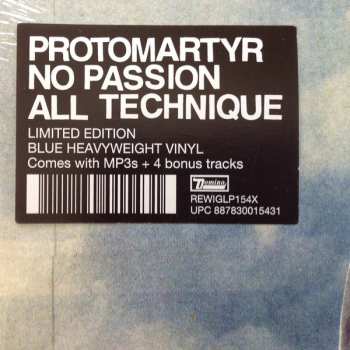 PROTOMARTYR
NO PASSION
ALL TECHNIQUE
LIMITED EDITION
BLUE HEAVYWEIGHT VINYL
Comes with MP3s + 4 bonus tracks
Domino
REWIGLP154X
UPC 887830015431